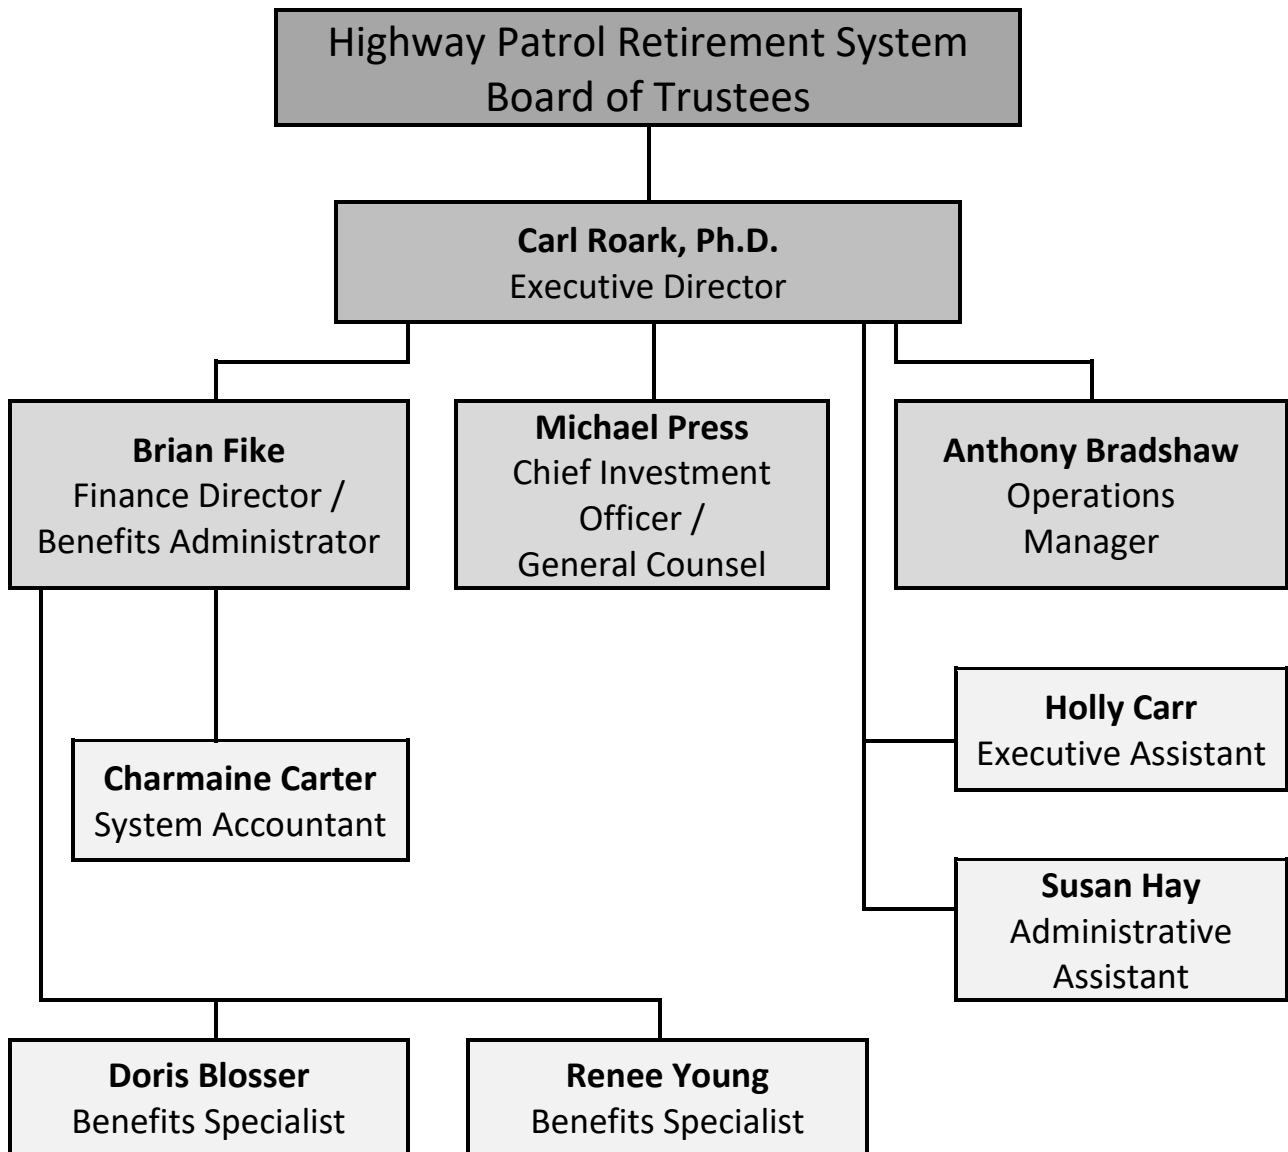 Highway Patrol Retirement System
Board of Trustees
Carl Roark, Ph.D.
Executive Director
Brian Fike
Finance Director /
Benefits Administrator
Michael Press
Chief Investment
Officer /
General Counsel
Anthony Bradshaw
Operations
Manager
Holly Carr
Executive Assistant
Charmaine Carter
System Accountant
Susan Hay
Administrative
Assistant
Doris Blosser
Benefits Specialist
Renee Young
Benefits Specialist